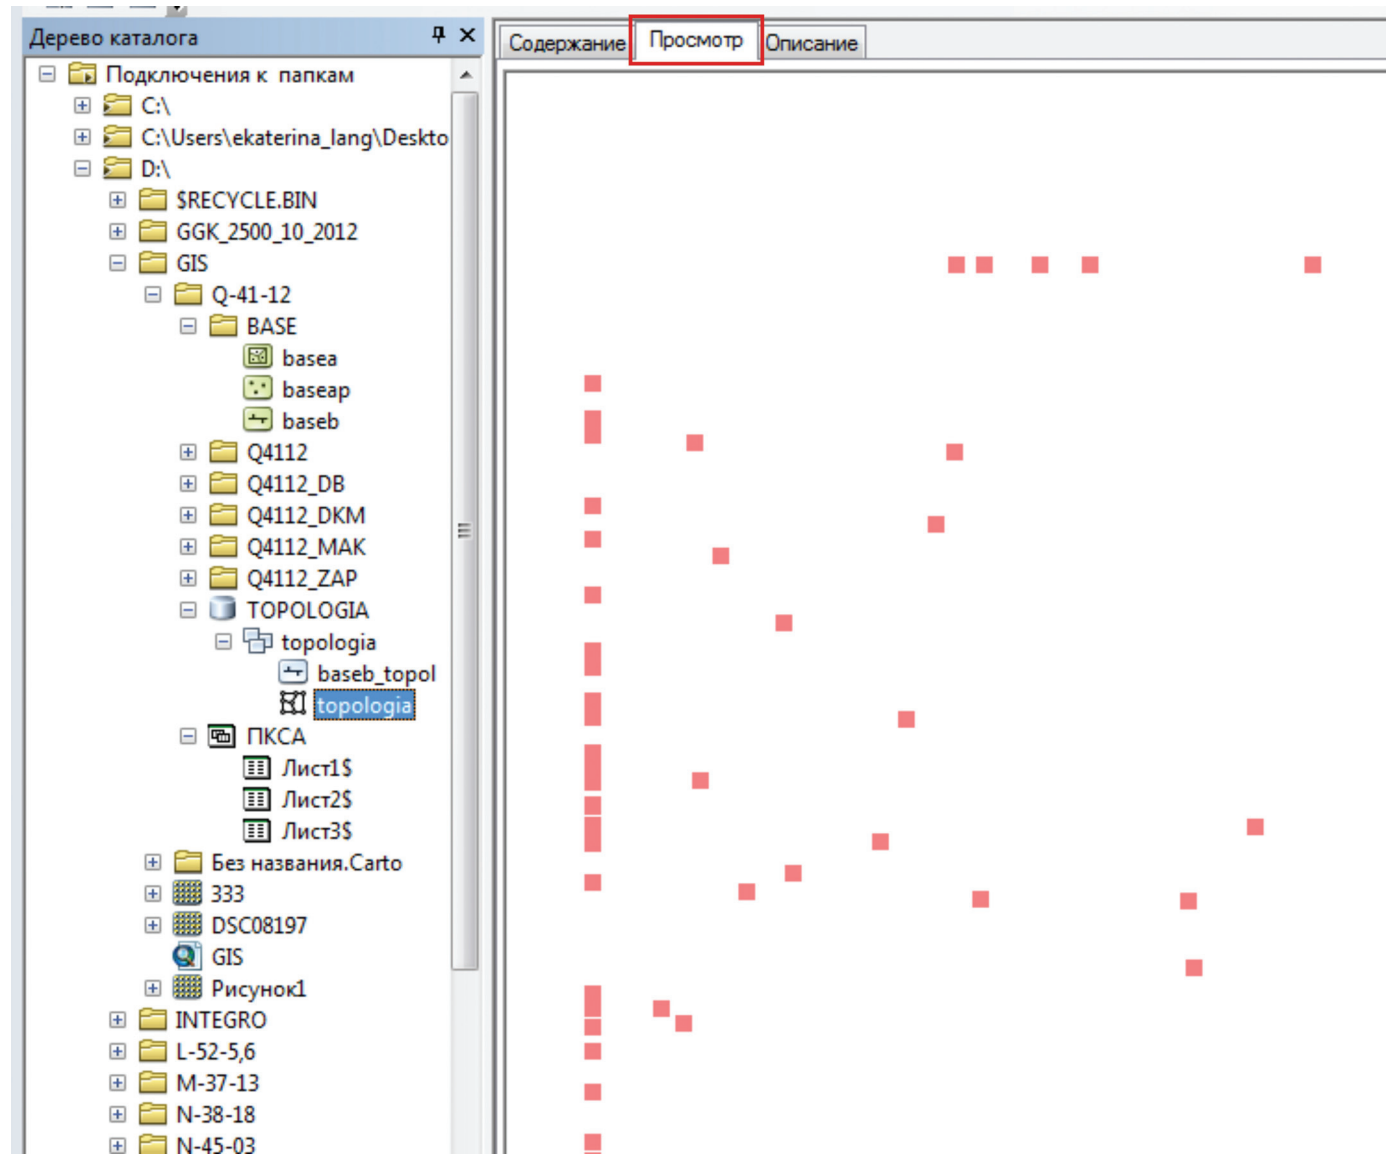 Дерево каталога
Содержание Просмотр Описание
Подключения к папкам
C:\
C:\Users\ekaterina_lang\Deskto
D:\
$RECYCLE.BIN
GGK_2500_10_2012
GIS
Q-41-12
BASE
basea
baseap
baseb
Q4112
Q4112_DB
Q4112_DKM
Q4112_MAK
Q4112_ZAP
TOPOLOGIA
topologia
baseb_topol
topologia
ПКСА
Лист1$
Лист2$
Лист3$
Без названия.Carto
333
DSC08197
GIS
Рисунок1
INTEGRO
L-52-5,6
M-37-13
N-38-18
N-45-03